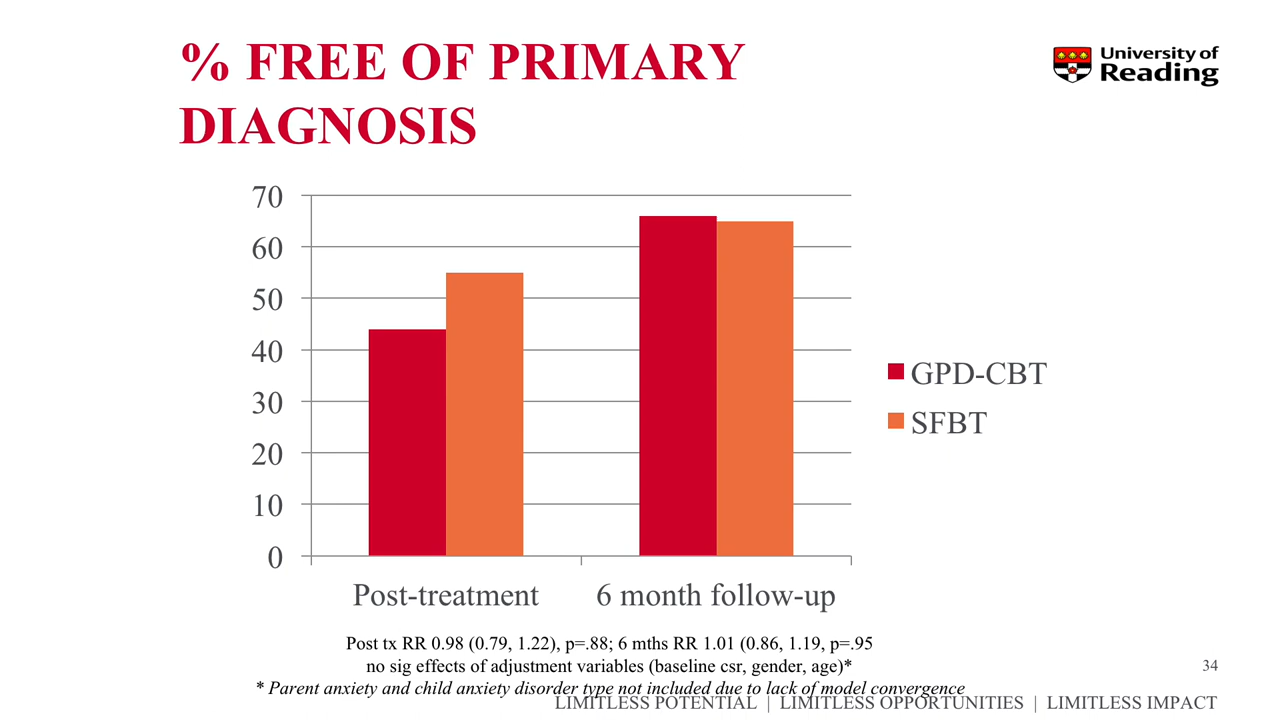 % FREE OF PRIMARY
DIAGNOSIS
University of
Reading
70
60
50
40
30
20
10
0
Post-treatment
6 month follow-up
GPD-CBT
SFBT
Post tx RR 0.98 (0.79, 1.22), p=.88; 6 mths RR 1.01 (0.86, 1.19, p=.95
no sig effects of adjustment variables (baseline csr, gender, age)*
* Parent anxiety and child anxiety disorder type not included due to lack of model convergence
34
LIMITLESS POTENTIAL | LIMITLESS OPPORTUNITIES | LIMITLESS IMPACT